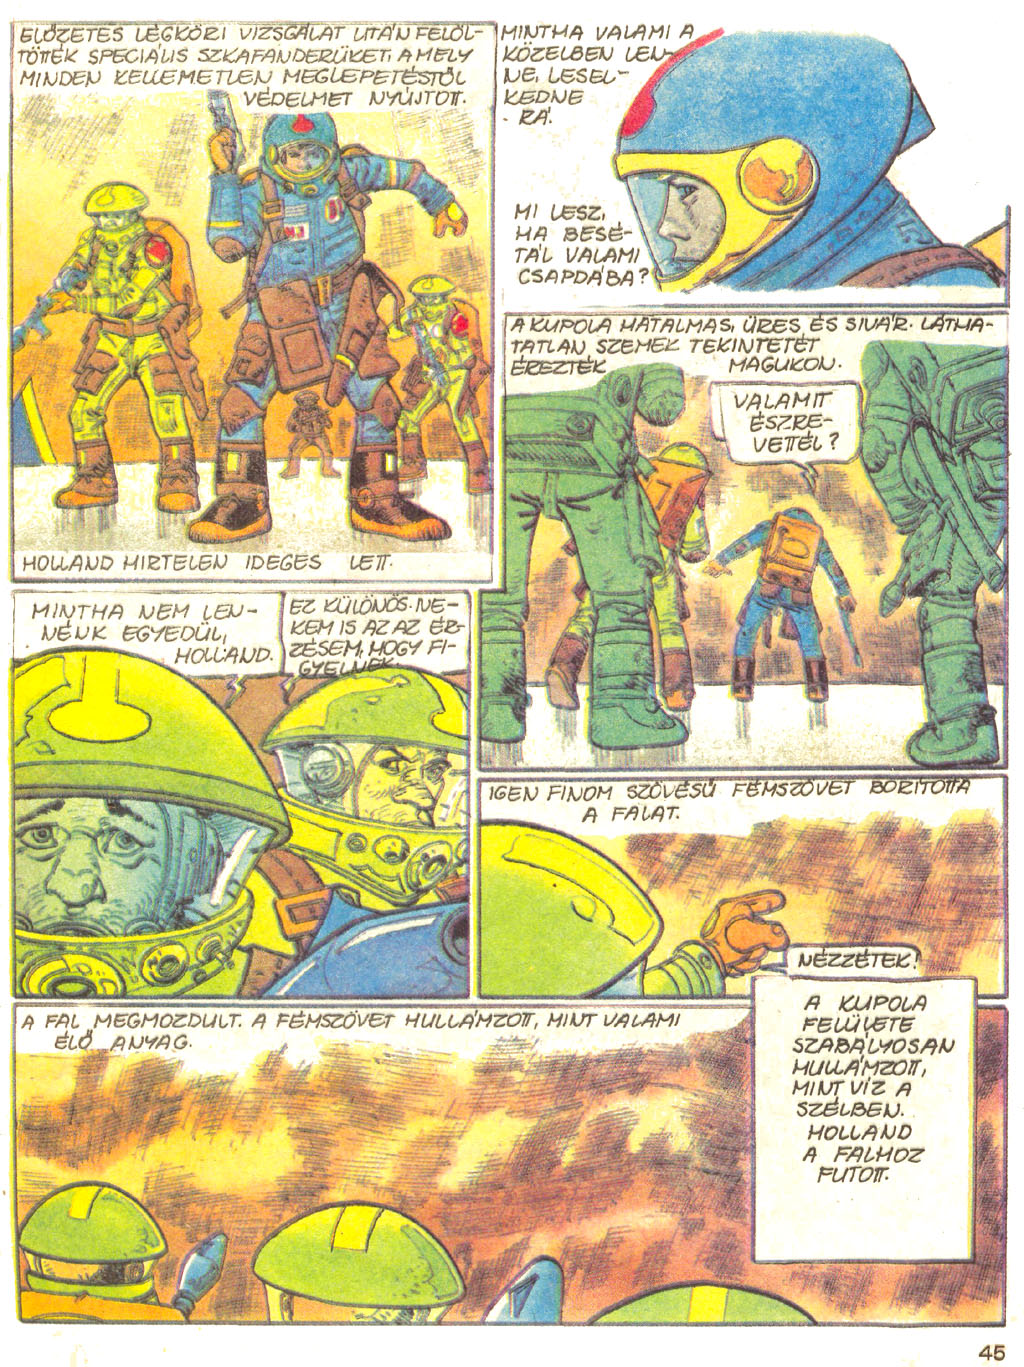 ELŐZETES LÉGKÖRI VIZSGÁLAT UTÁN FELÖL-
TÖTTÉK SPECIÁLIS SZKAFANDERÜKET, AMELY
MINDEN KELLEMETLEN MEGLEPETÉSTŐL
VÉDELMET NYÚJTOTT.
HOLLAND HIRTELEN IDEGES LETT.
MINTHA VALAMI A
KÖZELBEN LEN-
NE, LESEL-
KEDNE
RÁ.
MI LESZ,
HA BESÉ-
TÁL VALAMI
CSAPDÁBA?
A KUPOLA HATALMAS, ÜRES ÉS SIVÁR. LÁTHA-
TATLAN SZEMEK TEKINTETÉT
ÉREZTÉK MAGUKON.
VALAMIT
ÉSZRE-
VETTÉL?
MINTHA NEM LEN-
NÉNK EGYEDÜL,
HOLLAND.
EZ KÜLÖNÖS. NE-
KEM IS AZ AZ ÉR-
ZÉSEM, HOGY FI-
GYELNEK.
IGEN FINOM SZÖVÉSŰ FÉMSZÖVET BORÍTOTTA
A FALAT.
NÉZZÉTEK!
A FAL MEGMOZDULT. A FÉMSZÖVET HULLÁMZOTT, MINT VALAMI
ÉLŐ ANYAG.
A KUPOLA
FELÜLETE
SZABÁLYOSAN
HULLÁMZOTT,
MINT VÍZ A
SZÉLBEN.
HOLLAND
A FALHOZ
FUTOTT.
45